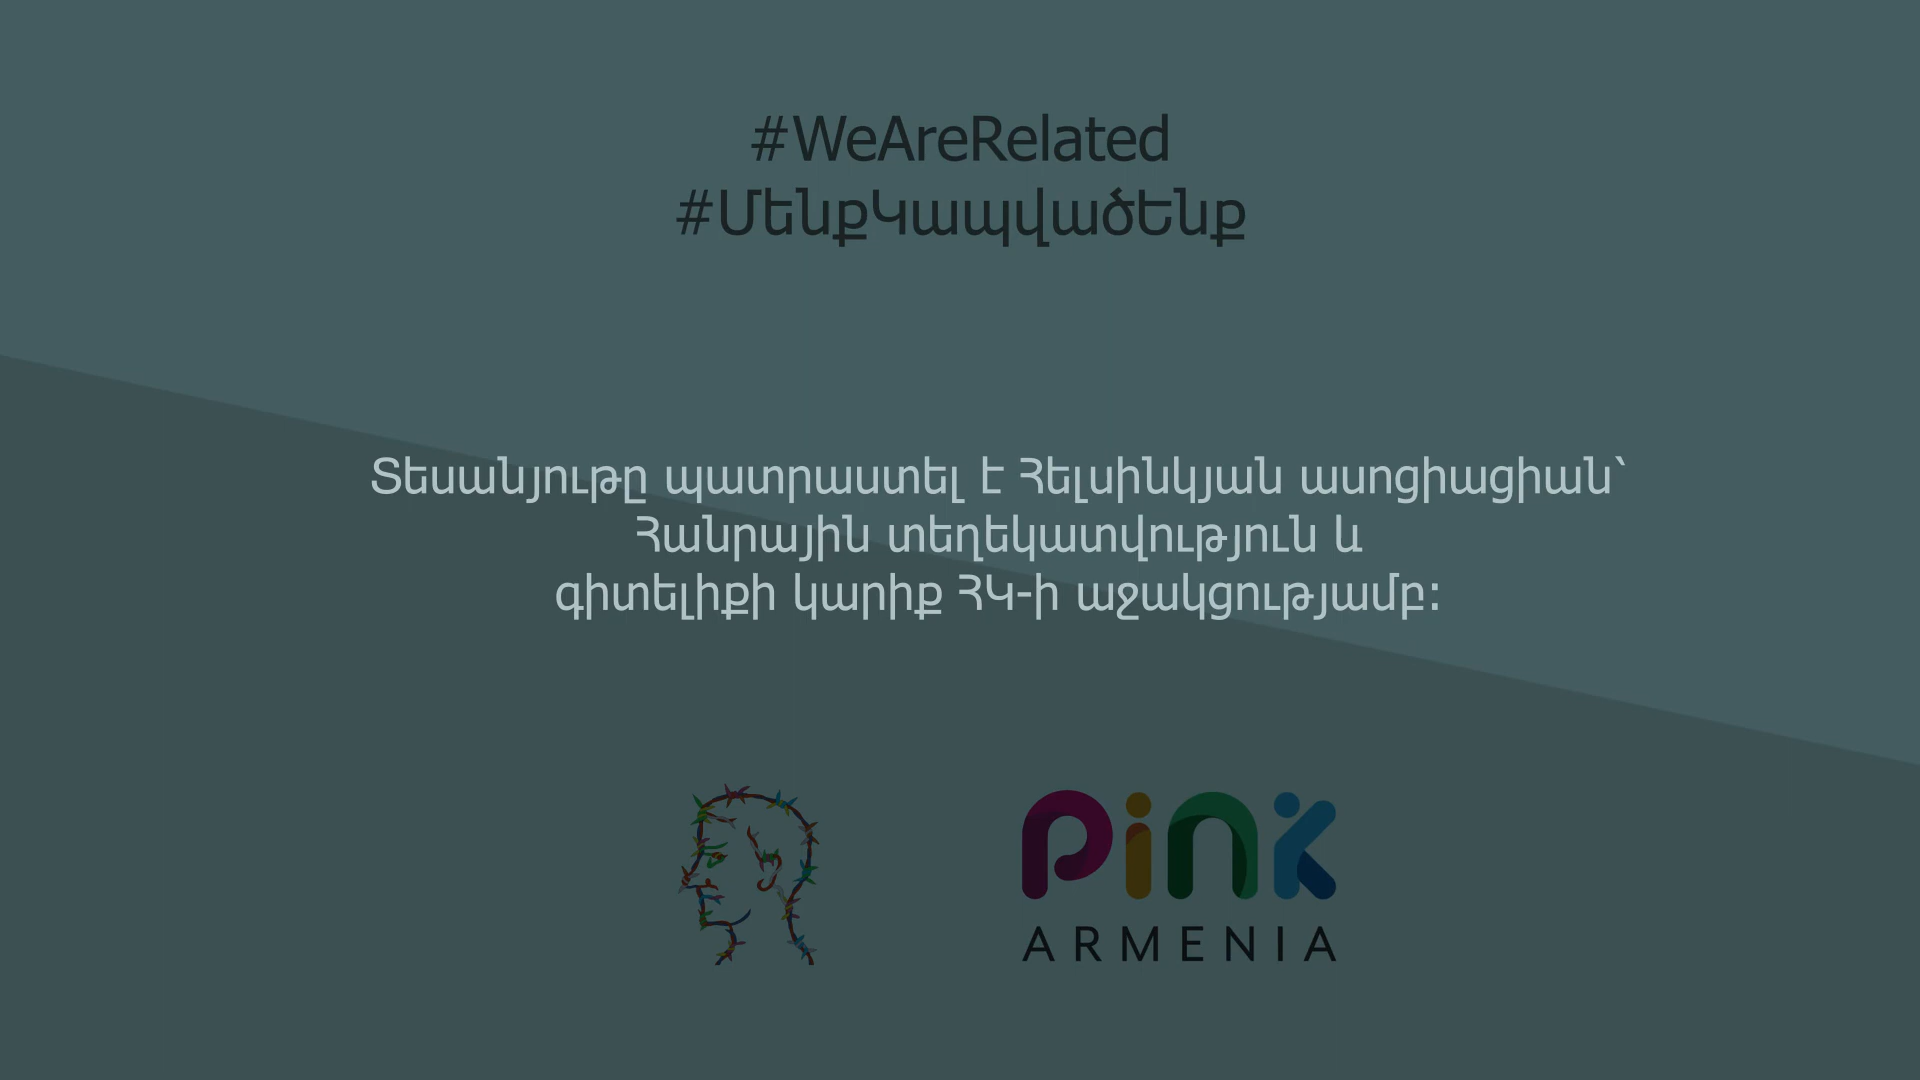 #WeAreRelated
#ՄենքԿապվածԵնք
Տեսանյութը պատրաստել է Հելսինկյան ասոցիացիան՝
Հանրային տեղեկատվություն և
գիտելիքի կարիք ՀԿ-ի աջակցությամբ։
pink
ARMENIA